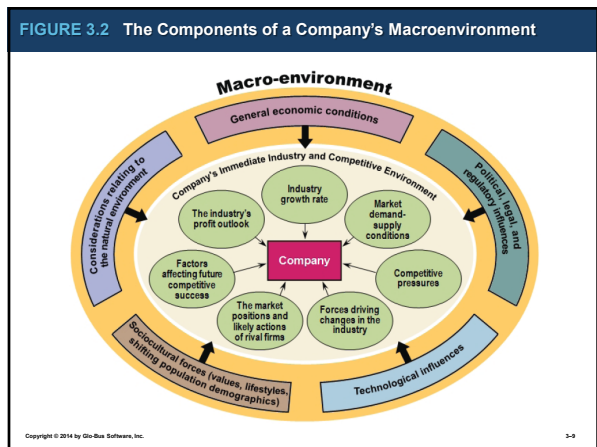 FIGURE 3.2 The Components of a Company's Macroenvironment
Macro-environment
General economic conditions
Considerations relating to
the natural environment
Political, legal, and
regulatory influences
Company's Immediate Industry and Competitive Environment
Industry
growth rate
The industry's
profit outlook
Market
demand-
supply
conditions
Company
Factors
affecting future
competitive
success
Competitive
pressures
The market
positions and
likely actions
of rival firms
Forces driving
changes in the
industry
Sociocultural forces (values, lifestyles,
shifting population demographics)
Technological influences
Copyright © 2014 by Glo-Bus Software, Inc.
3–9